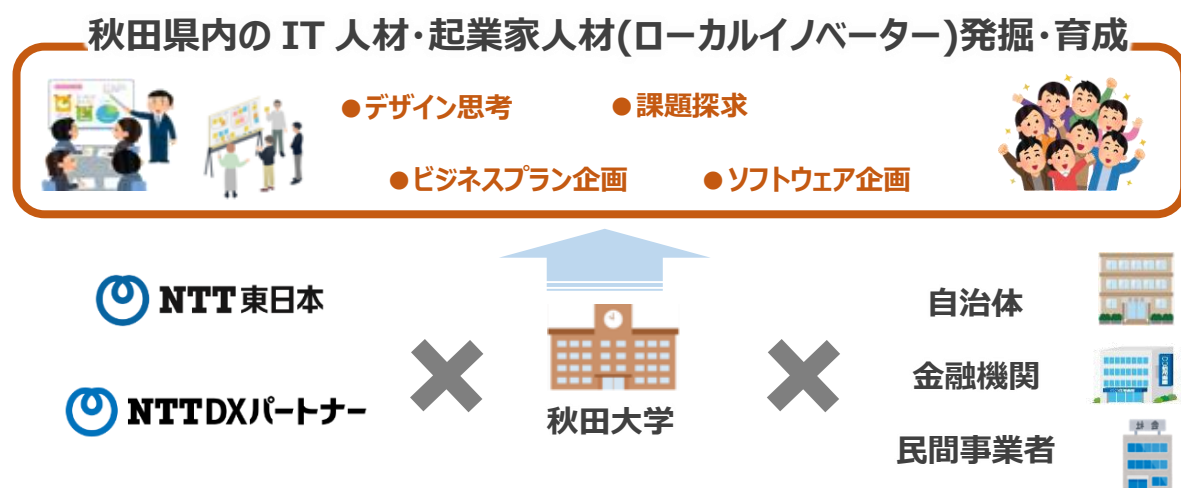 秋田県内の IT 人材・起業家人材(ローカルイノベーター)発掘・育成
●デザイン思考
●課題探求
●ビジネスプラン企画
●ソフトウェア企画
NTT東日本
NTTDXパートナー
秋田大学
自治体
金融機関
民間事業者